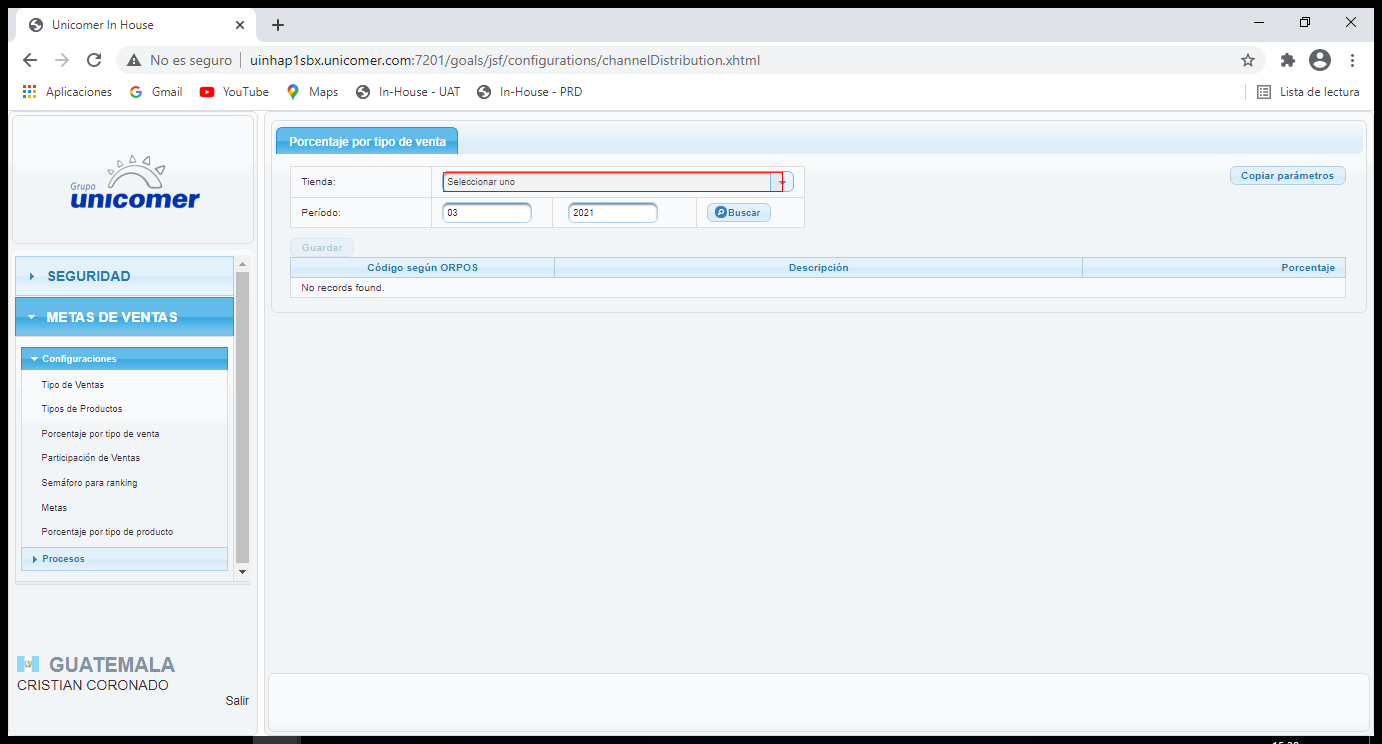 Unicomer In House
No es seguro
uinhap1sbx.unicomer.com:7201/goals/jsf/configurations/channelDistribution.xhtml
Aplicaciones
Gmail
YouTube
Maps
In-House - UAT
In-House - PRD
Lista de lectura
Grupo
unicomer
SEGURIDAD
METAS DE VENTAS
Configuraciones
Tipo de Ventas
Tipos de Productos
Porcentaje por tipo de venta
Participación de Ventas
Semáforo para ranking
Metas
Porcentaje por tipo de producto
Procesos
GUATEMALA
CRISTIAN CORONADO
Salir
Porcentaje por tipo de venta
Tienda:
Seleccionar uno
Copiar parámetros
Período:
03
2021
Buscar
Guardar
Código según ORPOS
Descripción
Porcentaje
No records found.